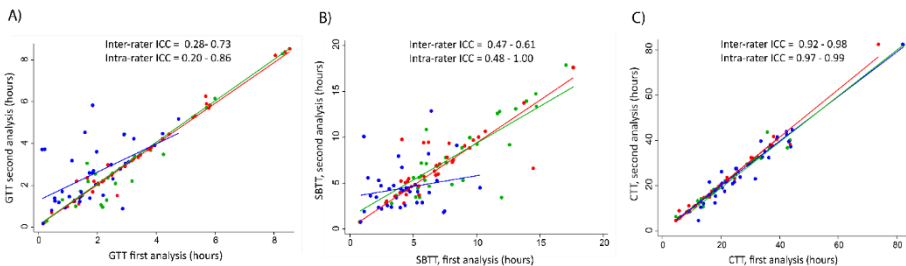 A)
Inter-rater ICC = 0.28- 0.73
Intra-rater ICC = 0.20 - 0.86
GTT second analysis (hours)
0 2 4 6 8
0 2 4 6 8
GTT first analysis (hours)
B)
Inter-rater ICC = 0.47 - 0.61
Intra-rater ICC = 0.48 - 1.00
SBTT, second analysis (hours)
0 5 10 15 20
0 5 10 15 20
SBTT, first analysis (hours)
C)
Inter-rater ICC = 0.92 - 0.98
Intra-rater ICC = 0.97 - 0.99
CTT, second analysis (hours)
0 20 40 60 80
0 10 20 30 40 50 60 70 80
CTT, first analysis (hours)